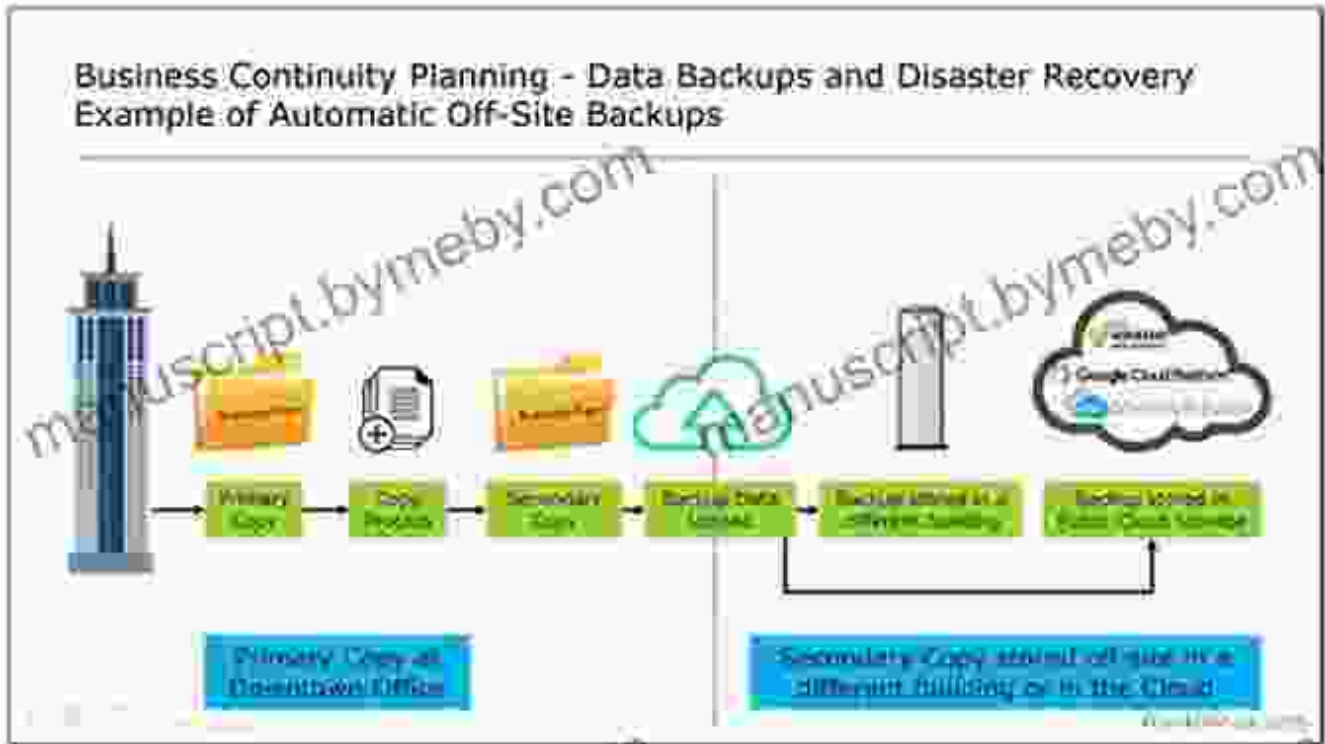 Business Continuity Planning - Data Backups and Disaster Recovery
Example of Automatic Off-Site Backups
manuscript.bymeby.com
manuscript.bymeby.com
Google Cloud Platform
Primary
Copy
Copy
Process
Secondary
Copy
Backup Data
Backup stored in a
different building
Backup stored in
Public Cloud Storage
Primary Copy at
Downtown Office
Secondary Copy stored off-site in a
different building or in the Cloud